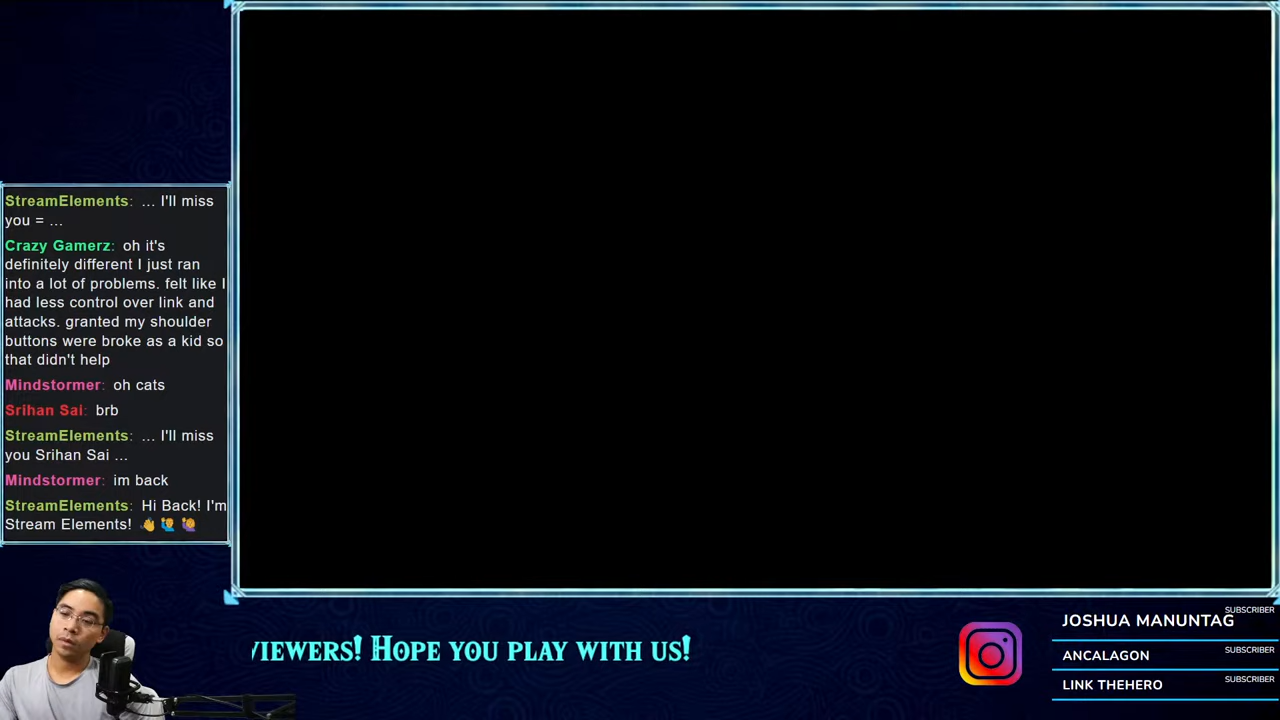 StreamElements: ... I'll miss
you = ...
Crazy Gamerz: oh it's
definitely different I just ran
into a lot of problems. felt like I
had less control over link and
attacks. granted my shoulder
buttons were broke as a kid so
that didn't help
Mindstormer: oh cats
Srihan Sai: brb
StreamElements: ... I'll miss
you Srihan Sai ...
Mindstormer: im back
StreamElements: Hi Back! I'm
Stream Elements! 👋 🙋‍♂️ 🙋‍♀️
VIEWERS! HOPE YOU PLAY WITH US!
SUBSCRIBER
JOSHUA MANUNTAG
SUBSCRIBER
ANCALAGON
SUBSCRIBER
LINK THEHERO